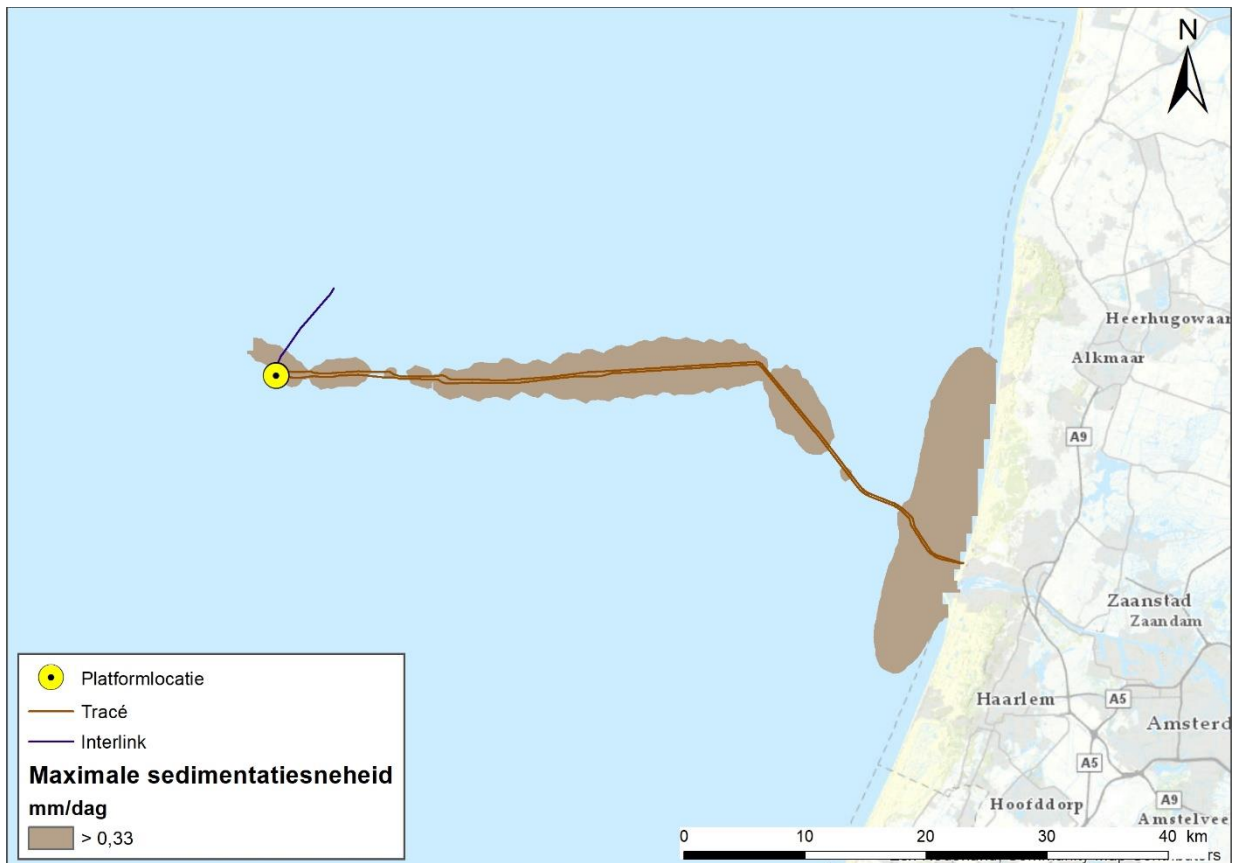 N
Heerhugowaar
Alkmaar
A9
Zaanstad
Zaandam
Haarlem
A5
Amsterd
A5
Hoofddorp
A9
Amstelvee
Platformlocatie
Tracé
Interlink
Maximale sedimentatiesneheid
mm/dag
> 0,33
0 10 20 30 40 km